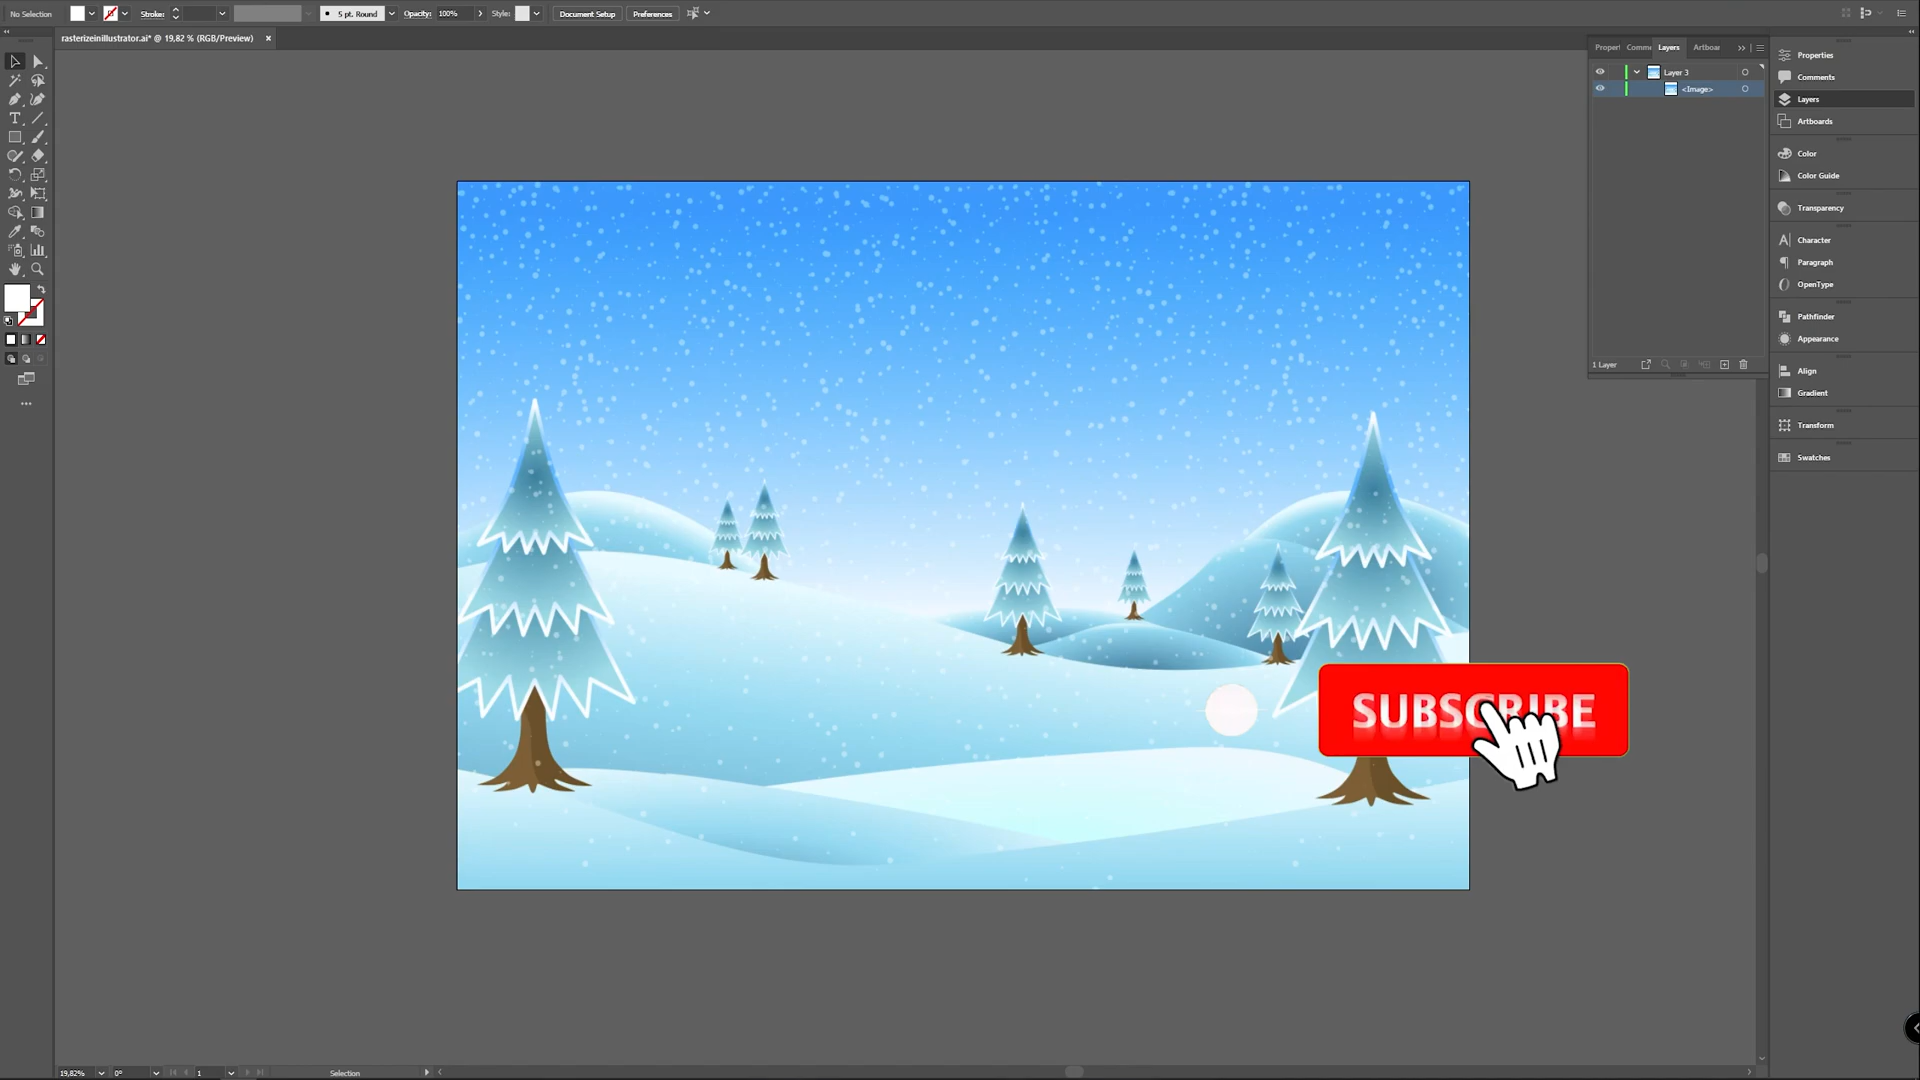 No Selection Stroke: 5 pt. Round Opacity: 100% Style: Document Setup Preferences
rasterizeinillustrator.ai* @ 19,82 % (RGB/Preview) ×
Proper Comme Layers Artboar
Layer 3
<Image>
1 Layer
Properties
Comments
Layers
Artboards
Color
Color Guide
Transparency
Character
Paragraph
OpenType
Pathfinder
Appearance
Align
Gradient
Transform
Swatches
SUBSCRIBE
19,82% 0° 1 Selection